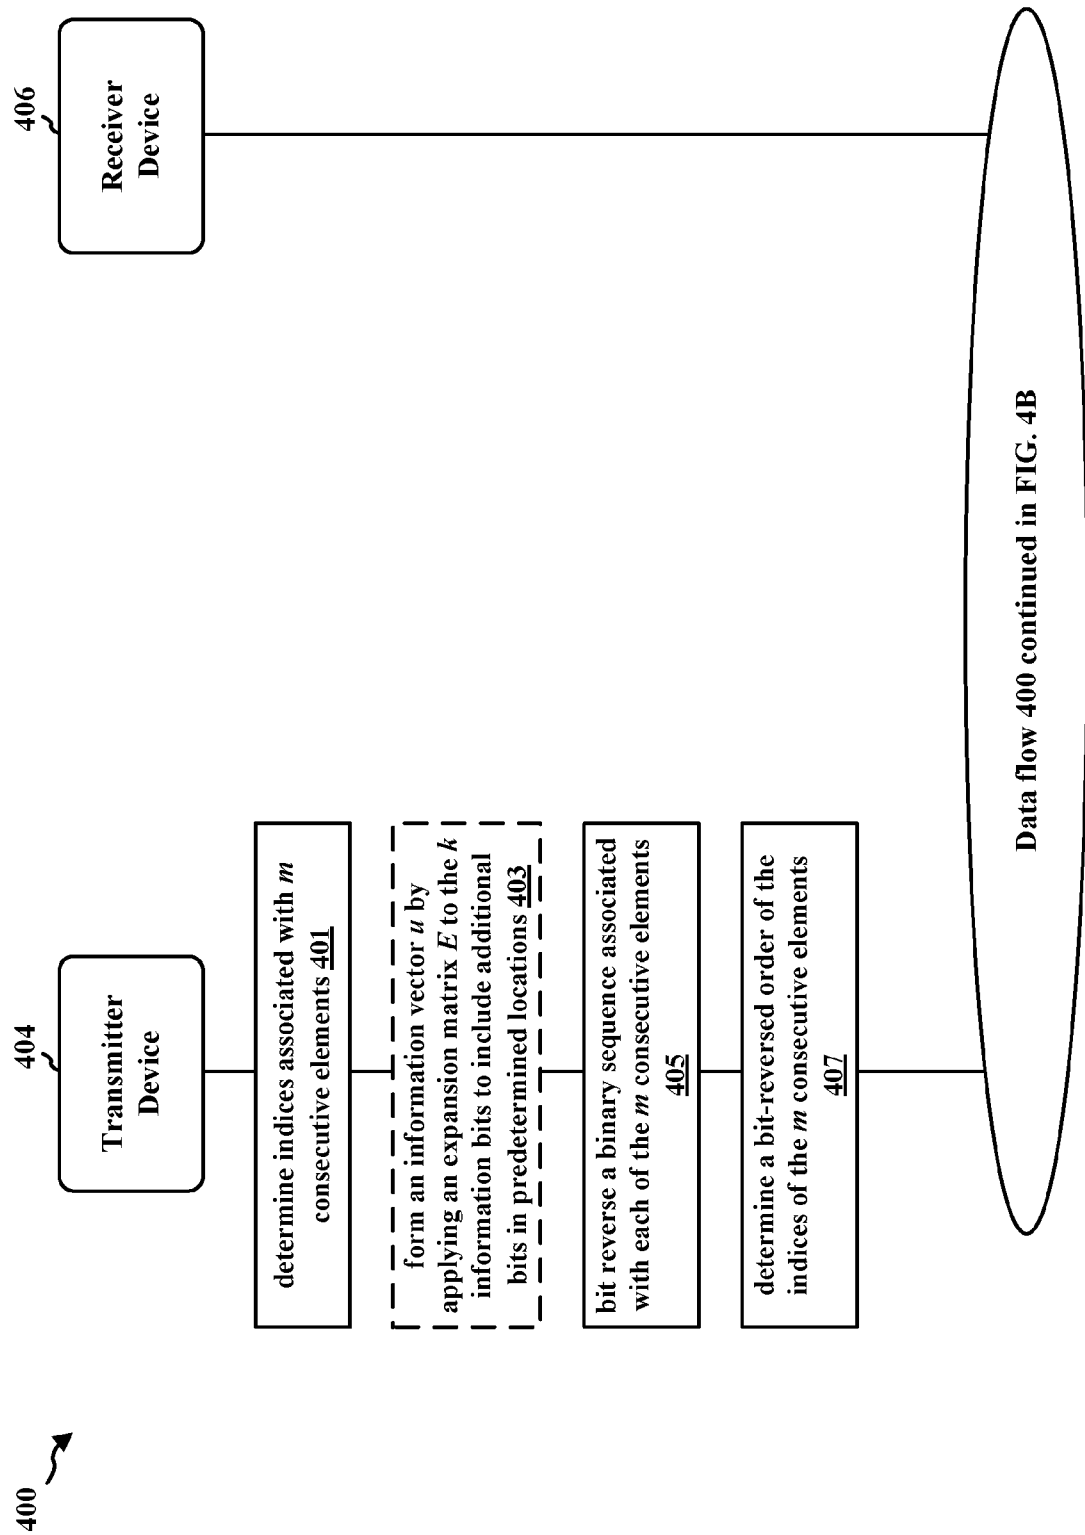 400
404
Transmitter
Device
406
Receiver
Device
determine indices associated with m
consecutive elements 401
form an information vector u by
applying an expansion matrix E to the k
information bits to include additional
bits in predetermined locations 403
bit reverse a binary sequence associated
with each of the m consecutive elements
405
determine a bit-reversed order of the
indices of the m consecutive elements
407
Data flow 400 continued in FIG. 4B